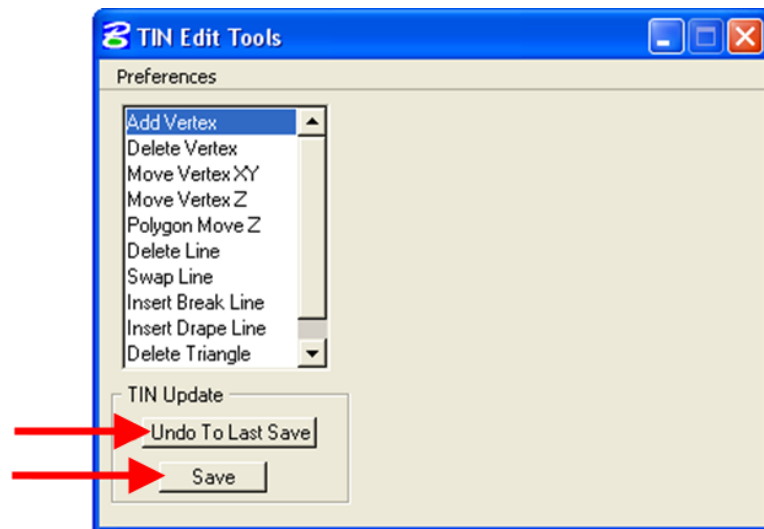 TIN Edit Tools
Preferences
Add Vertex
Delete Vertex
Move Vertex XY
Move Vertex Z
Polygon Move Z
Delete Line
Swap Line
Insert Break Line
Insert Drape Line
Delete Triangle
TIN Update
Undo To Last Save
Save